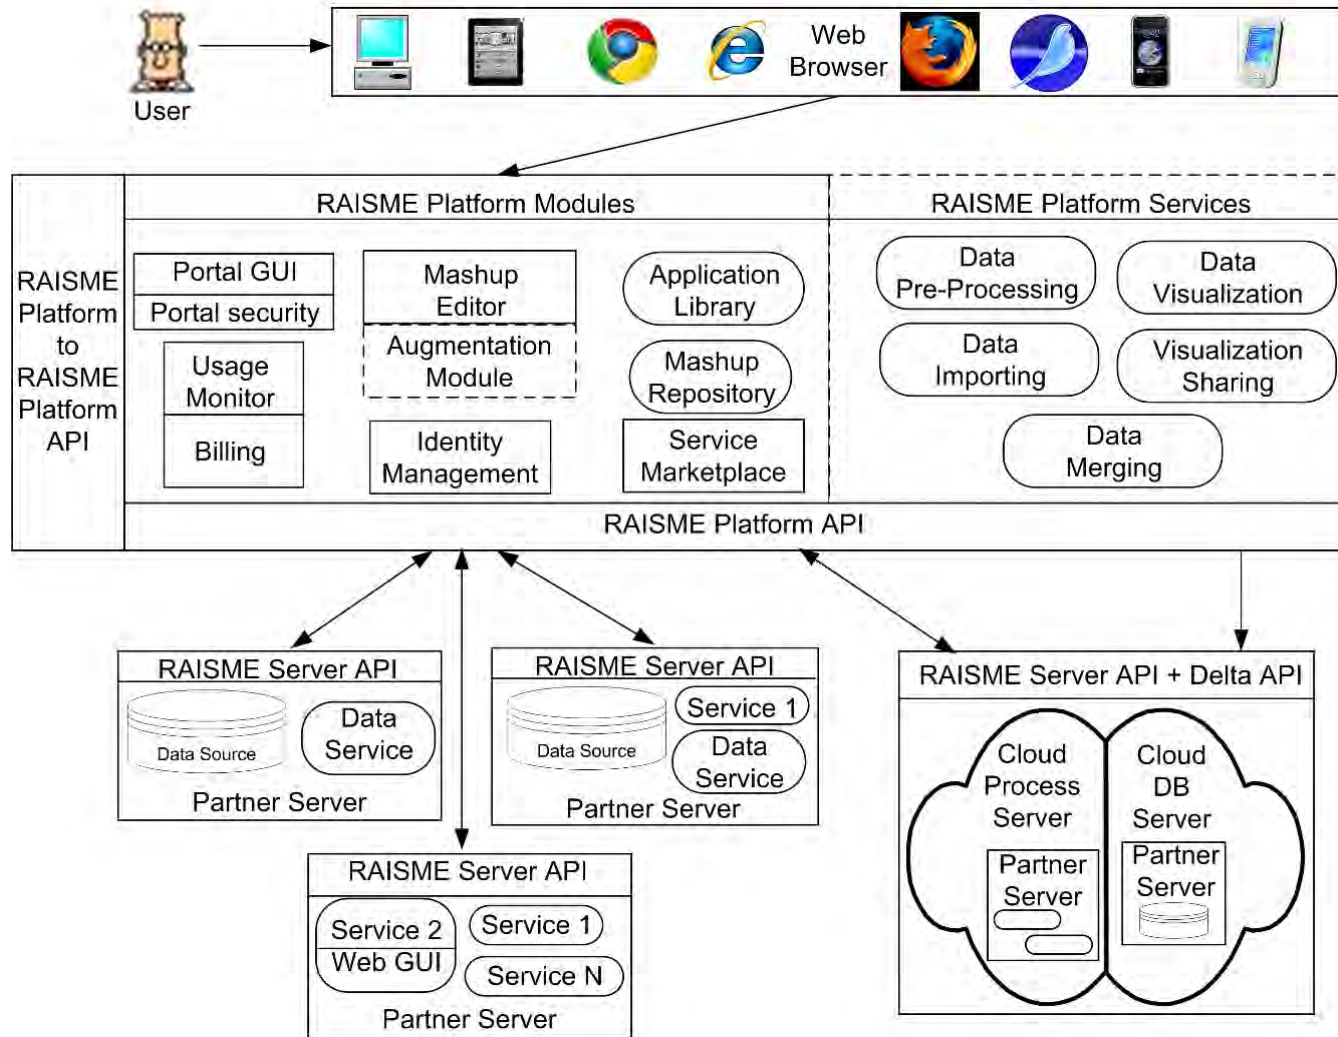 User
Web
Browser
RAISME
Platform
to
RAISME
Platform
API
RAISME Platform Modules
Portal GUI
Portal security
Usage
Monitor
Billing
Mashup
Editor
Augmentation
Module
Identity
Management
Application
Library
Mashup
Repository
Service
Marketplace
RAISME Platform Services
Data
Pre-Processing
Data
Visualization
Data
Importing
Visualization
Sharing
Data
Merging
RAISME Platform API
RAISME Server API
Data Source
Data
Service
Partner Server
RAISME Server API
Data Source
Service 1
Data
Service
Partner Server
RAISME Server API
Service 2
Web GUI
Service 1
Service N
Partner Server
RAISME Server API + Delta API
Cloud
Process
Server
Partner
Server
Cloud
DB
Server
Partner
Server